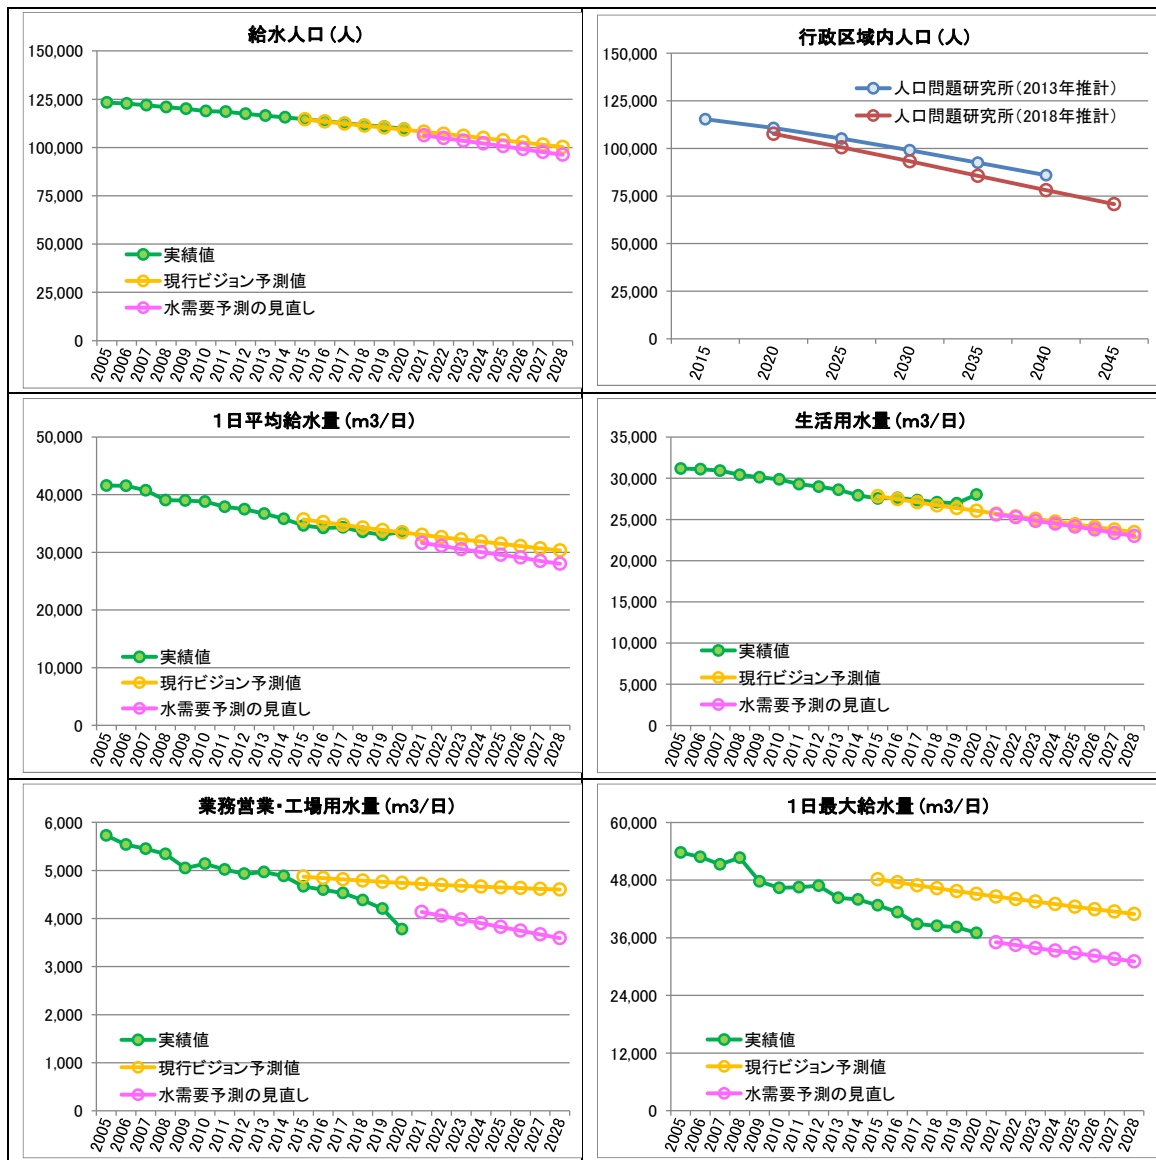 給水人口 (人)
150,000
125,000
100,000
75,000
50,000
25,000
0
実績値
現行ビジョン予測値
水需要予測の見直し
2005 2006 2007 2008 2009 2010 2011 2012 2013 2014 2015 2016 2017 2018 2019 2020 2021 2022 2023 2024 2025 2026 2027 2028
行政区域内人口 (人)
150,000
125,000
100,000
75,000
50,000
25,000
0
人口問題研究所(2013年推計)
人口問題研究所(2018年推計)
2015 2020 2025 2030 2035 2040 2045
1日平均給水量 (m3/日)
50,000
40,000
30,000
20,000
10,000
0
実績値
現行ビジョン予測値
水需要予測の見直し
2005 2006 2007 2008 2009 2010 2011 2012 2013 2014 2015 2016 2017 2018 2019 2020 2021 2022 2023 2024 2025 2026 2027 2028
生活用水量 (m3/日)
35,000
30,000
25,000
20,000
15,000
10,000
5,000
0
実績値
現行ビジョン予測値
水需要予測の見直し
2005 2006 2007 2008 2009 2010 2011 2012 2013 2014 2015 2016 2017 2018 2019 2020 2021 2022 2023 2024 2025 2026 2027 2028
業務営業・工場用水量 (m3/日)
6,000
5,000
4,000
3,000
2,000
1,000
0
実績値
現行ビジョン予測値
水需要予測の見直し
2005 2006 2007 2008 2009 2010 2011 2012 2013 2014 2015 2016 2017 2018 2019 2020 2021 2022 2023 2024 2025 2026 2027 2028
1日最大給水量 (m3/日)
60,000
48,000
36,000
24,000
12,000
0
実績値
現行ビジョン予測値
水需要予測の見直し
2005 2006 2007 2008 2009 2010 2011 2012 2013 2014 2015 2016 2017 2018 2019 2020 2021 2022 2023 2024 2025 2026 2027 2028